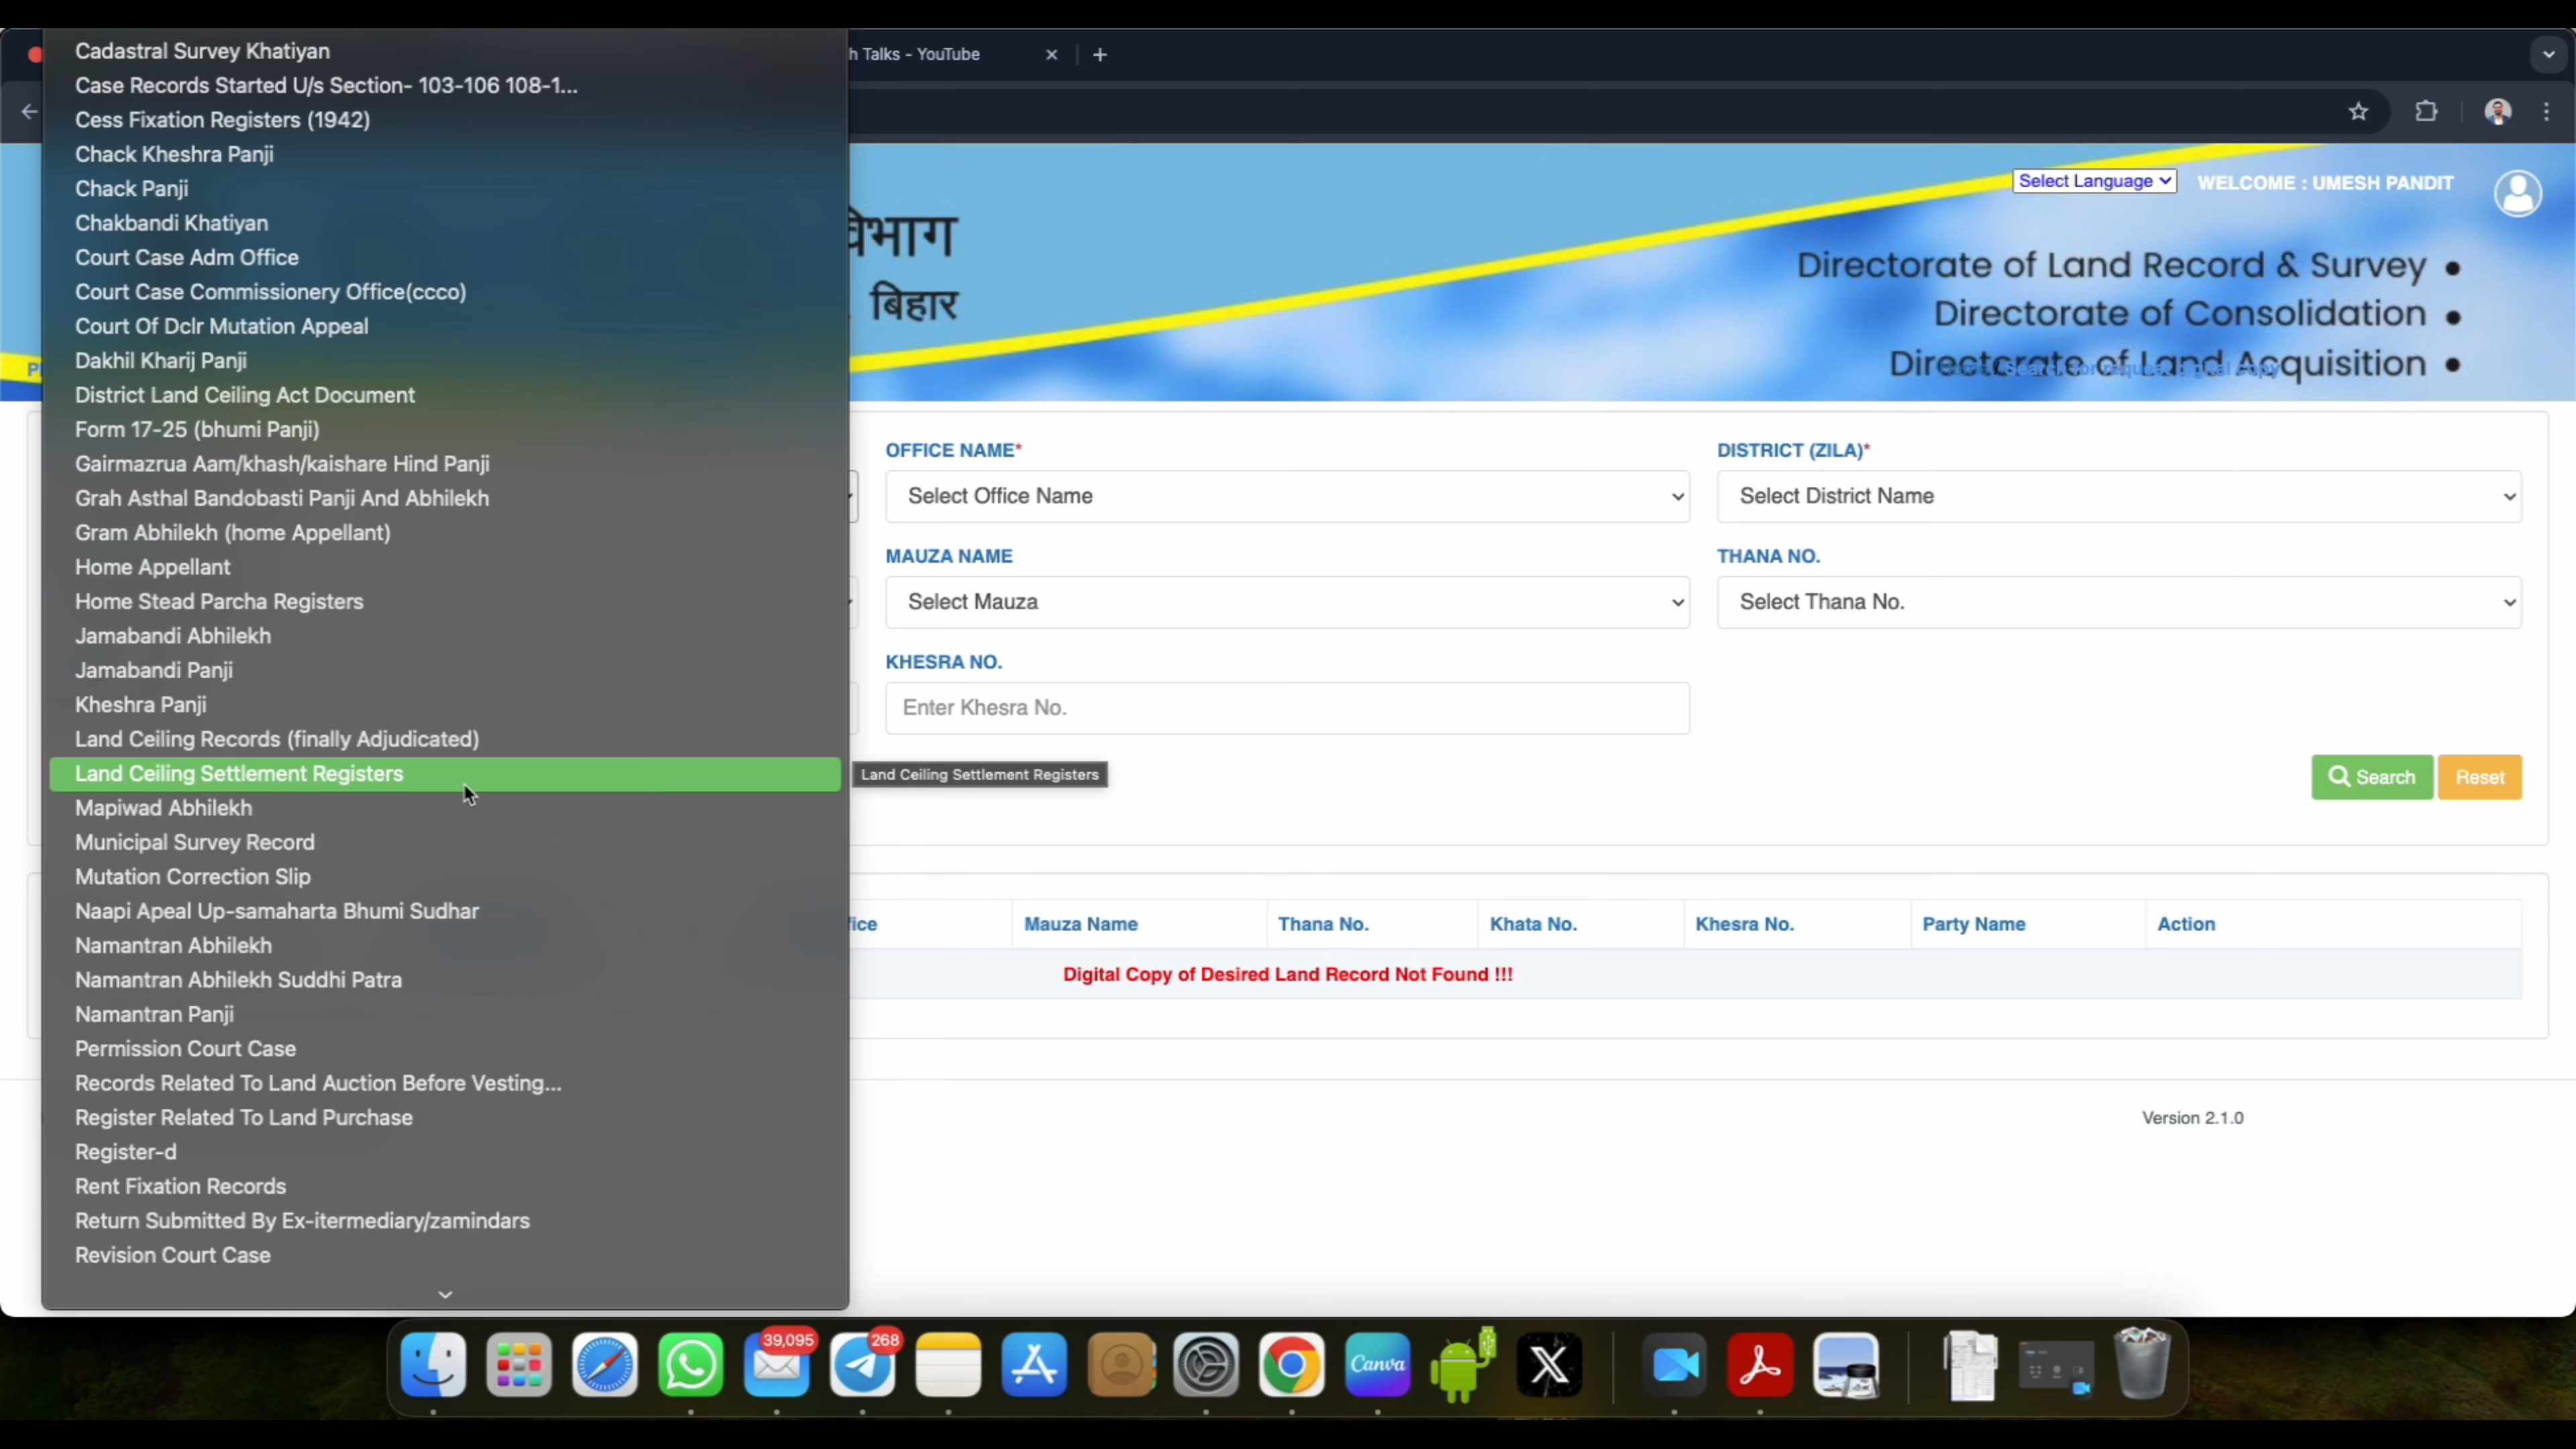 Cadastral Survey Khatiyan
Case Records Started U/s Section- 103-106 108-1...
Cess Fixation Registers (1942)
Chack Kheshra Panji
Chack Panji
Chakbandi Khatiyan
Court Case Adm Office
Court Case Commissionery Office(ccco)
Court Of Dclr Mutation Appeal
Dakhil Kharij Panji
District Land Ceiling Act Document
Form 17-25 (bhumi Panji)
Gairmazrua Aam/khash/kaishare Hind Panji
Grah Asthal Bandobasti Panji And Abhilekh
Gram Abhilekh (home Appellant)
Home Appellant
Home Stead Parcha Registers
Jamabandi Abhilekh
Jamabandi Panji
Kheshra Panji
Land Ceiling Records (finally Adjudicated)
Land Ceiling Settlement Registers
Mapiwad Abhilekh
Municipal Survey Record
Mutation Correction Slip
Naapi Apeal Up-samaharta Bhumi Sudhar
Namantran Abhilekh
Namantran Abhilekh Suddhi Patra
Namantran Panji
Permission Court Case
Records Related To Land Auction Before Vesting...
Register Related To Land Purchase
Register-d
Rent Fixation Records
Return Submitted By Ex-itermediary/zamindars
Revision Court Case
h Talks - YouTube
Select Language
WELCOME : UMESH PANDIT
बिहार
Directorate of Land Record & Survey •
Directorate of Consolidation •
Directorate of Land Acquisition •
OFFICE NAME*
DISTRICT (ZILA)*
Select Office Name
Select District Name
MAUZA NAME
THANA NO.
Select Mauza
Select Thana No.
KHESRA NO.
Enter Khesra No.
Land Ceiling Settlement Registers
Search
Reset
Mauza Name
Thana No.
Khata No.
Khesra No.
Party Name
Action
Digital Copy of Desired Land Record Not Found !!!
Version 2.1.0
39,095
268
Canva